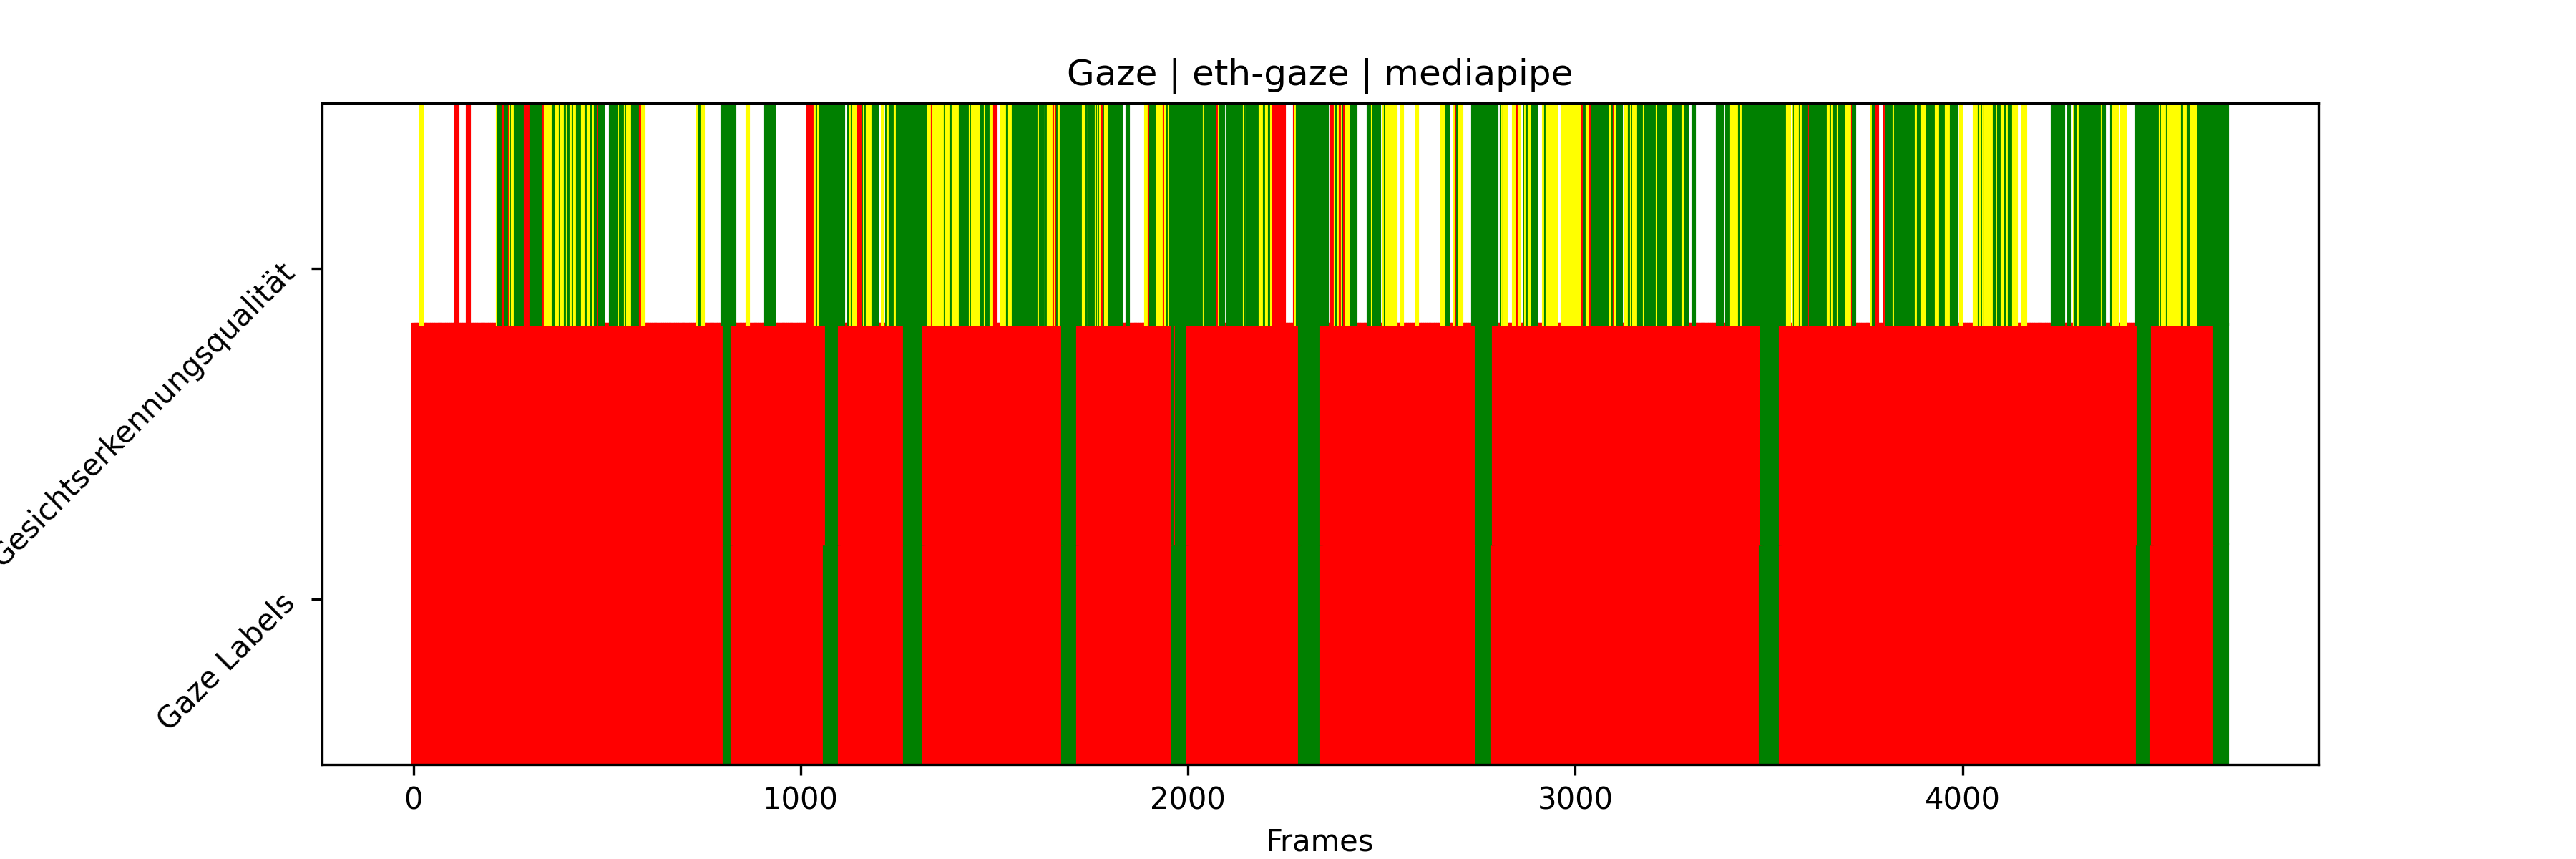 Gaze | eth-gaze | mediapipe
Gesichtserkennungsqualität
Gaze Labels
0 1000 2000 3000 4000
Frames